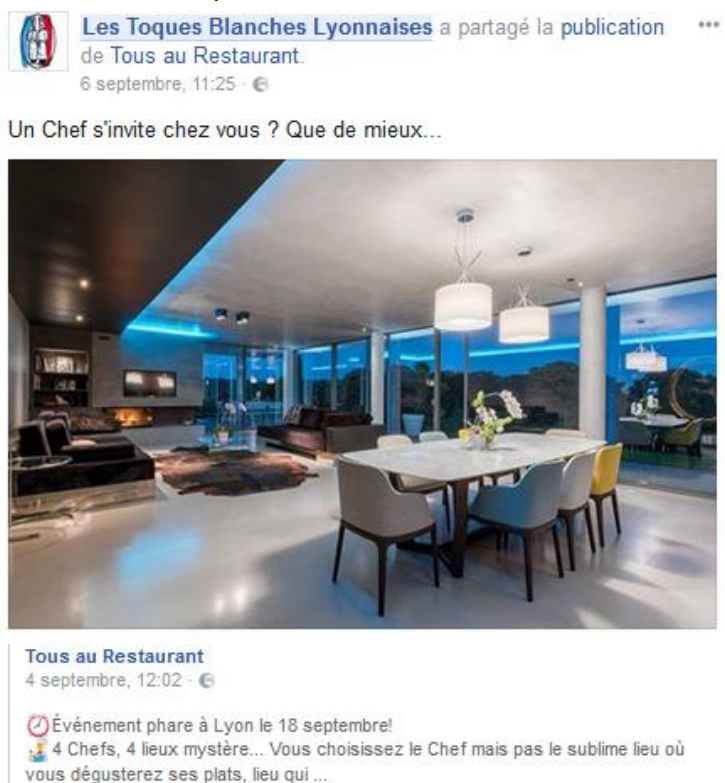 Les Toques Blanches Lyonnaises a partagé la publication
de Tous au Restaurant.
6 septembre, 11:25 ·
Un Chef s'invite chez vous ? Que de mieux...
Tous au Restaurant
4 septembre, 12:02 ·
Événement phare à Lyon le 18 septembre!
4 Chefs, 4 lieux mystère... Vous choisissez le Chef mais pas le sublime lieu où
vous dégusterez ses plats, lieu qui ...